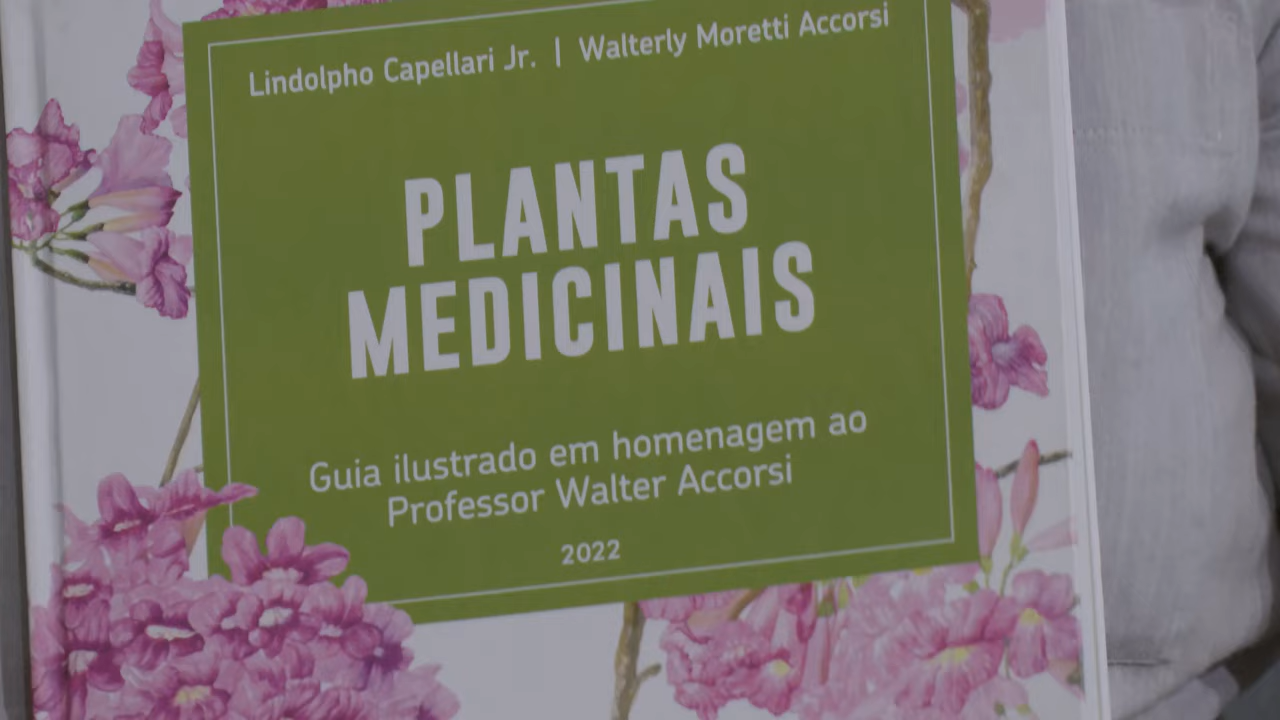 Lindolpho Capellari Jr. | Walterly Moretti Accorsi
PLANTAS
MEDICINAIS
Guia ilustrado em homenagem ao
Professor Walter Accorsi
2022